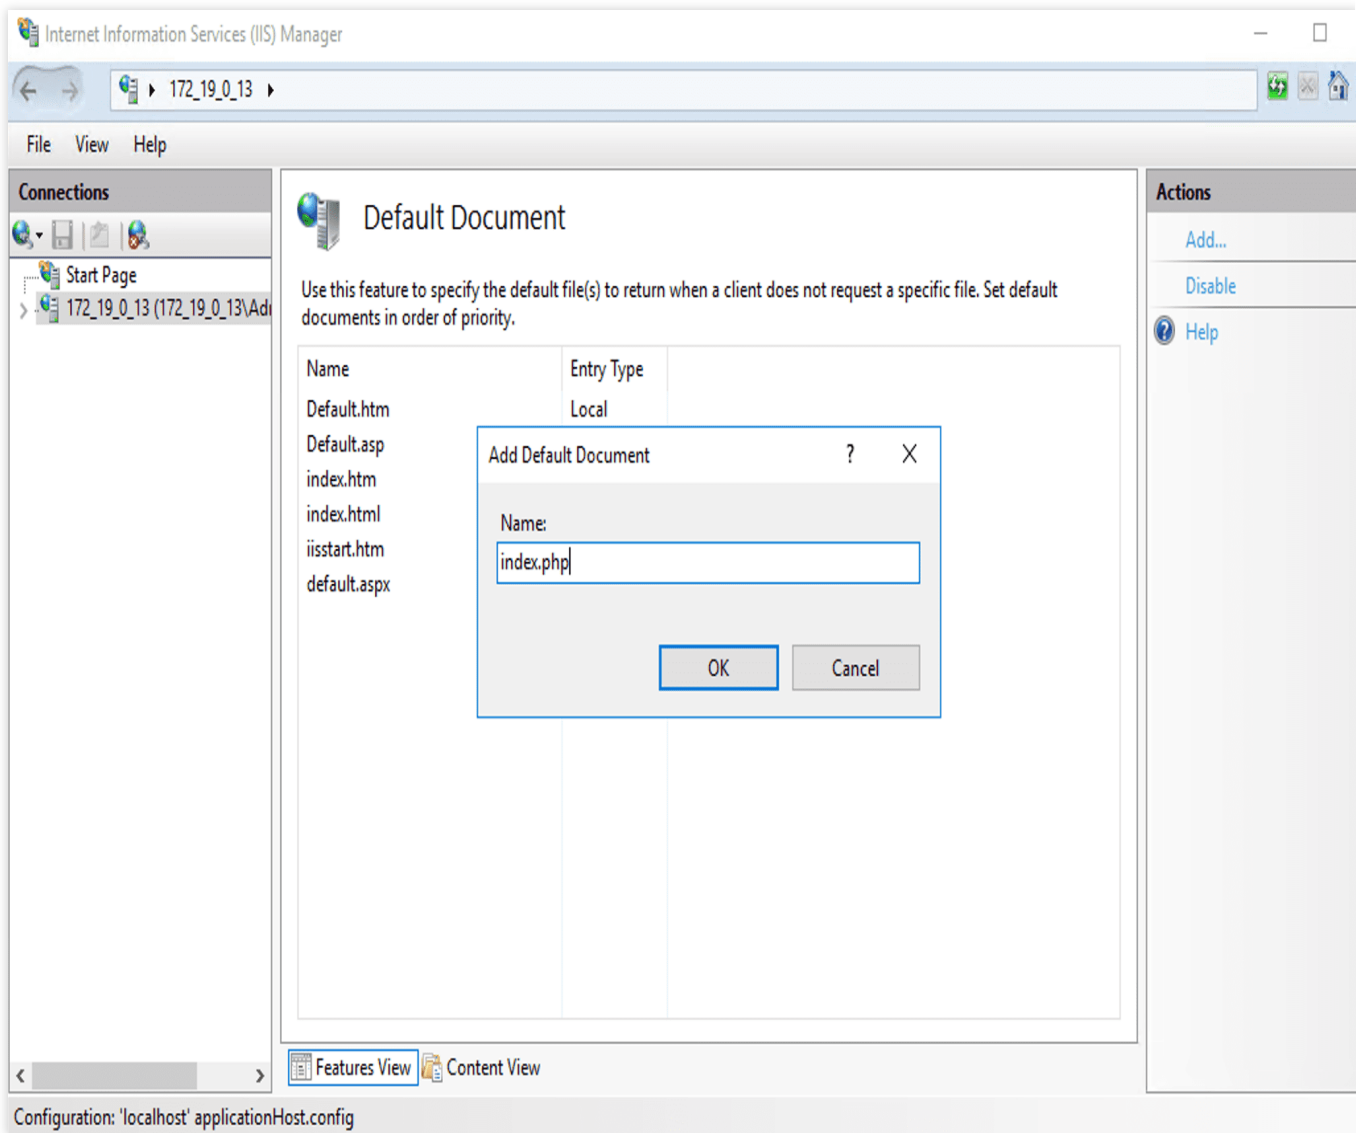 Internet Information Services (IIS) Manager
172_19_0_13
File View Help
Connections
Start Page
172_19_0_13 (172_19_0_13\Adı
Default Document
Use this feature to specify the default file(s) to return when a client does not request a specific file. Set default
documents in order of priority.
Name Entry Type
Default.htm Local
Default.asp
index.htm
index.html
iisstart.htm
default.aspx
Add Default Document ?
Name:
index.php
OK Cancel
Features View Content View
Actions
Add...
Disable
Help
Configuration: 'localhost' applicationHost.config